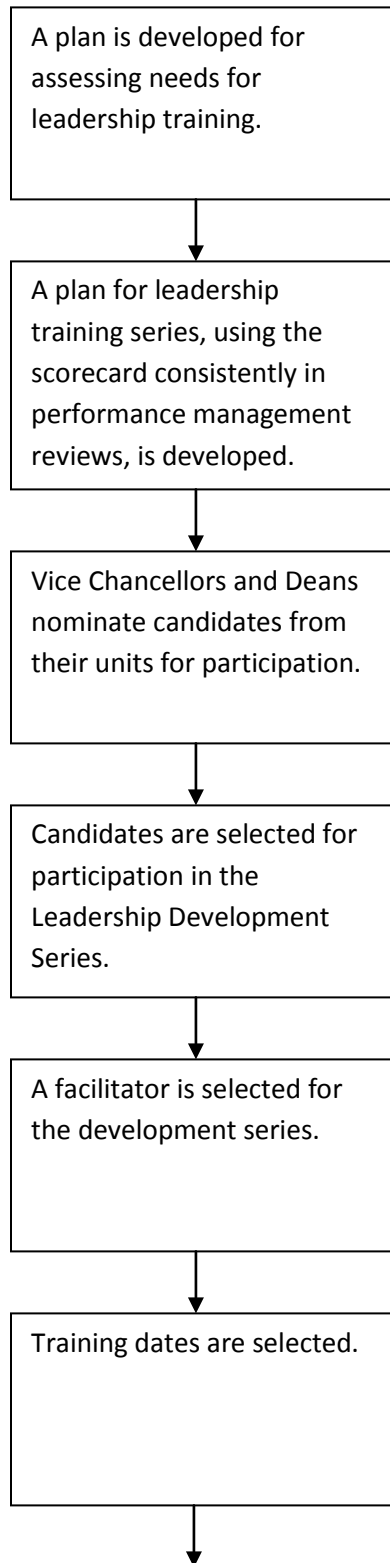 A plan is developed for
assessing needs for
leadership training.
A plan for leadership
training series, using the
scorecard consistently in
performance management
reviews, is developed.
Vice Chancellors and Deans
nominate candidates from
their units for participation.
Candidates are selected for
participation in the
Leadership Development
Series.
A facilitator is selected for
the development series.
Training dates are selected.